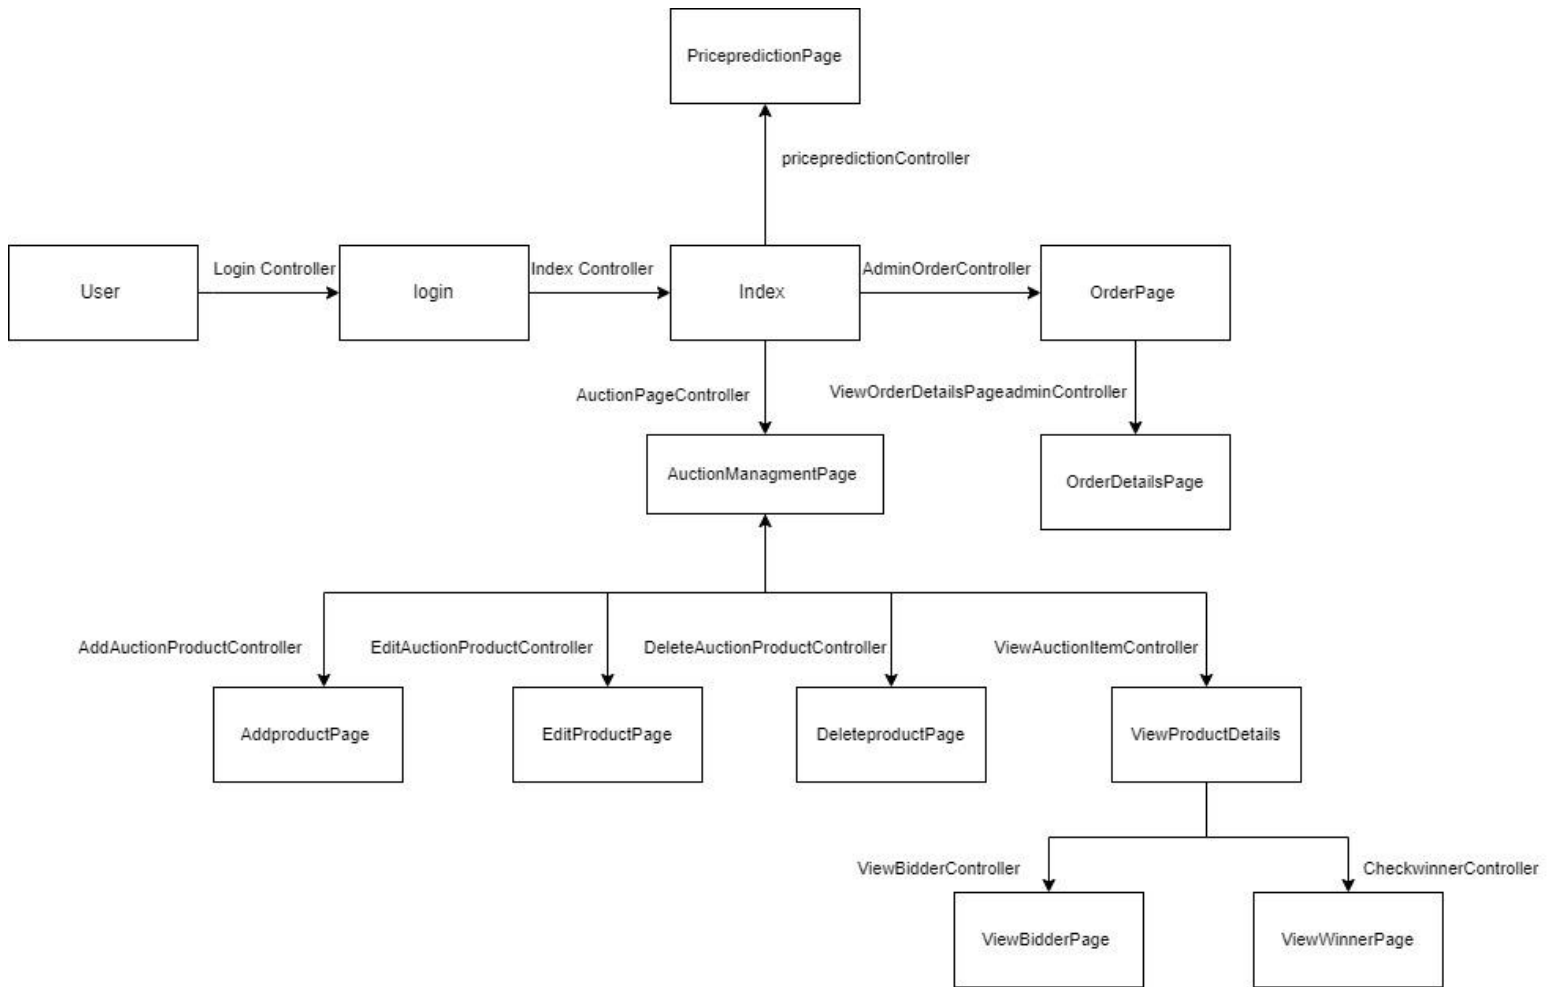 PricepredictionPage
pricepredictionController
User
Login Controller
login
Index Controller
Index
AdminOrderController
OrderPage
AuctionPageController
ViewOrderDetailsPageadminController
AuctionManagmentPage
OrderDetailsPage
AddAuctionProductController
EditAuctionProductController
DeleteAuctionProductController
ViewAuctionItemController
AddproductPage
EditProductPage
DeleteproductPage
ViewProductDetails
ViewBidderController
CheckwinnerController
ViewBidderPage
ViewWinnerPage